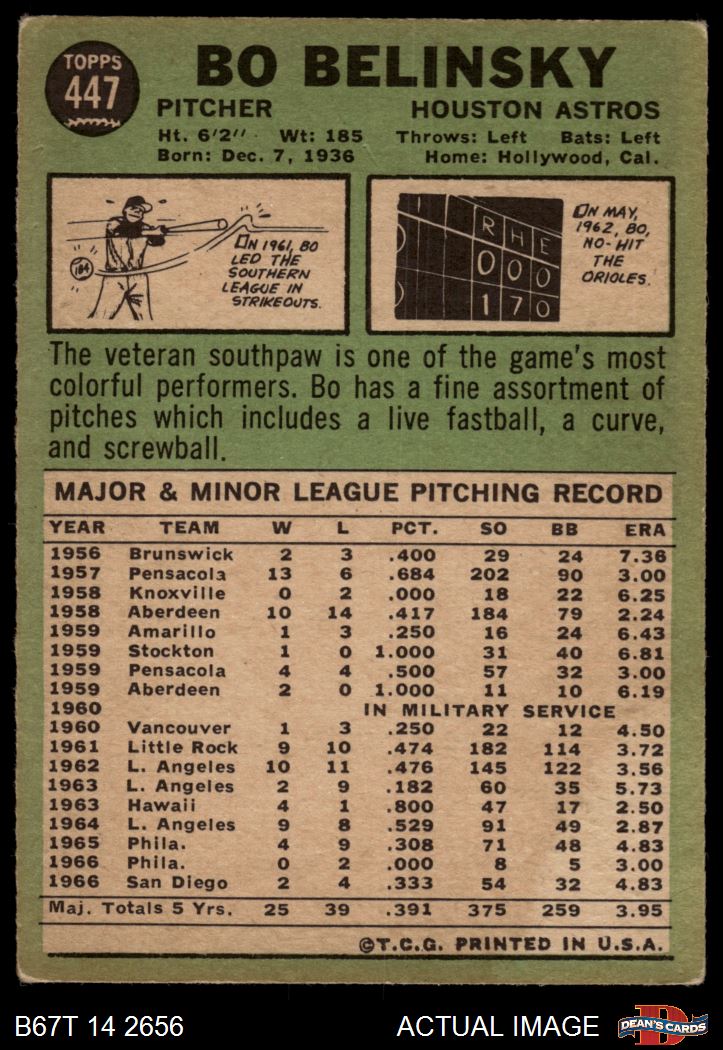 TOPPS
447
BO BELINSKY
PITCHER HOUSTON ASTROS
Ht. 6'2" Wt: 185 Throws: Left Bats: Left
Born: Dec. 7, 1936 Home: Hollywood, Cal.
184
ON 1961, BO
LED THE
SOUTHERN
LEAGUE IN
STRIKEOUTS.
R H E
0 0 0
1 7 0
ON MAY,
1962, BO,
NO-HIT
THE
ORIOLES.
The veteran southpaw is one of the game's most
colorful performers. Bo has a fine assortment of
pitches which includes a live fastball, a curve,
and screwball.
MAJOR & MINOR LEAGUE PITCHING RECORD
YEAR TEAM W L PCT. SO BB ERA
1956 Brunswick 2 3 .400 29 24 7.36
1957 Pensacola 13 6 .684 202 90 3.00
1958 Knoxville 0 2 .000 18 22 6.25
1958 Aberdeen 10 14 .417 184 79 2.24
1959 Amarillo 1 3 .250 16 24 6.43
1959 Stockton 1 0 1.000 31 40 6.81
1959 Pensacola 4 4 .500 57 32 3.00
1959 Aberdeen 2 0 1.000 11 10 6.19
1960 IN MILITARY SERVICE
1960 Vancouver 1 3 .250 22 12 4.50
1961 Little Rock 9 10 .474 182 114 3.72
1962 L. Angeles 10 11 .476 145 122 3.56
1963 L. Angeles 2 9 .182 60 35 5.73
1963 Hawaii 4 1 .800 47 17 2.50
1964 L. Angeles 9 8 .529 91 49 2.87
1965 Phila. 4 9 .308 71 48 4.83
1966 Phila. 0 2 .000 8 5 3.00
1966 San Diego 2 4 .333 54 32 4.83
Maj. Totals 5 Yrs. 25 39 .391 375 259 3.95
©T.C.G. PRINTED IN U.S.A.
B67T 14 2656 ACTUAL IMAGE DEAN'S CARDS